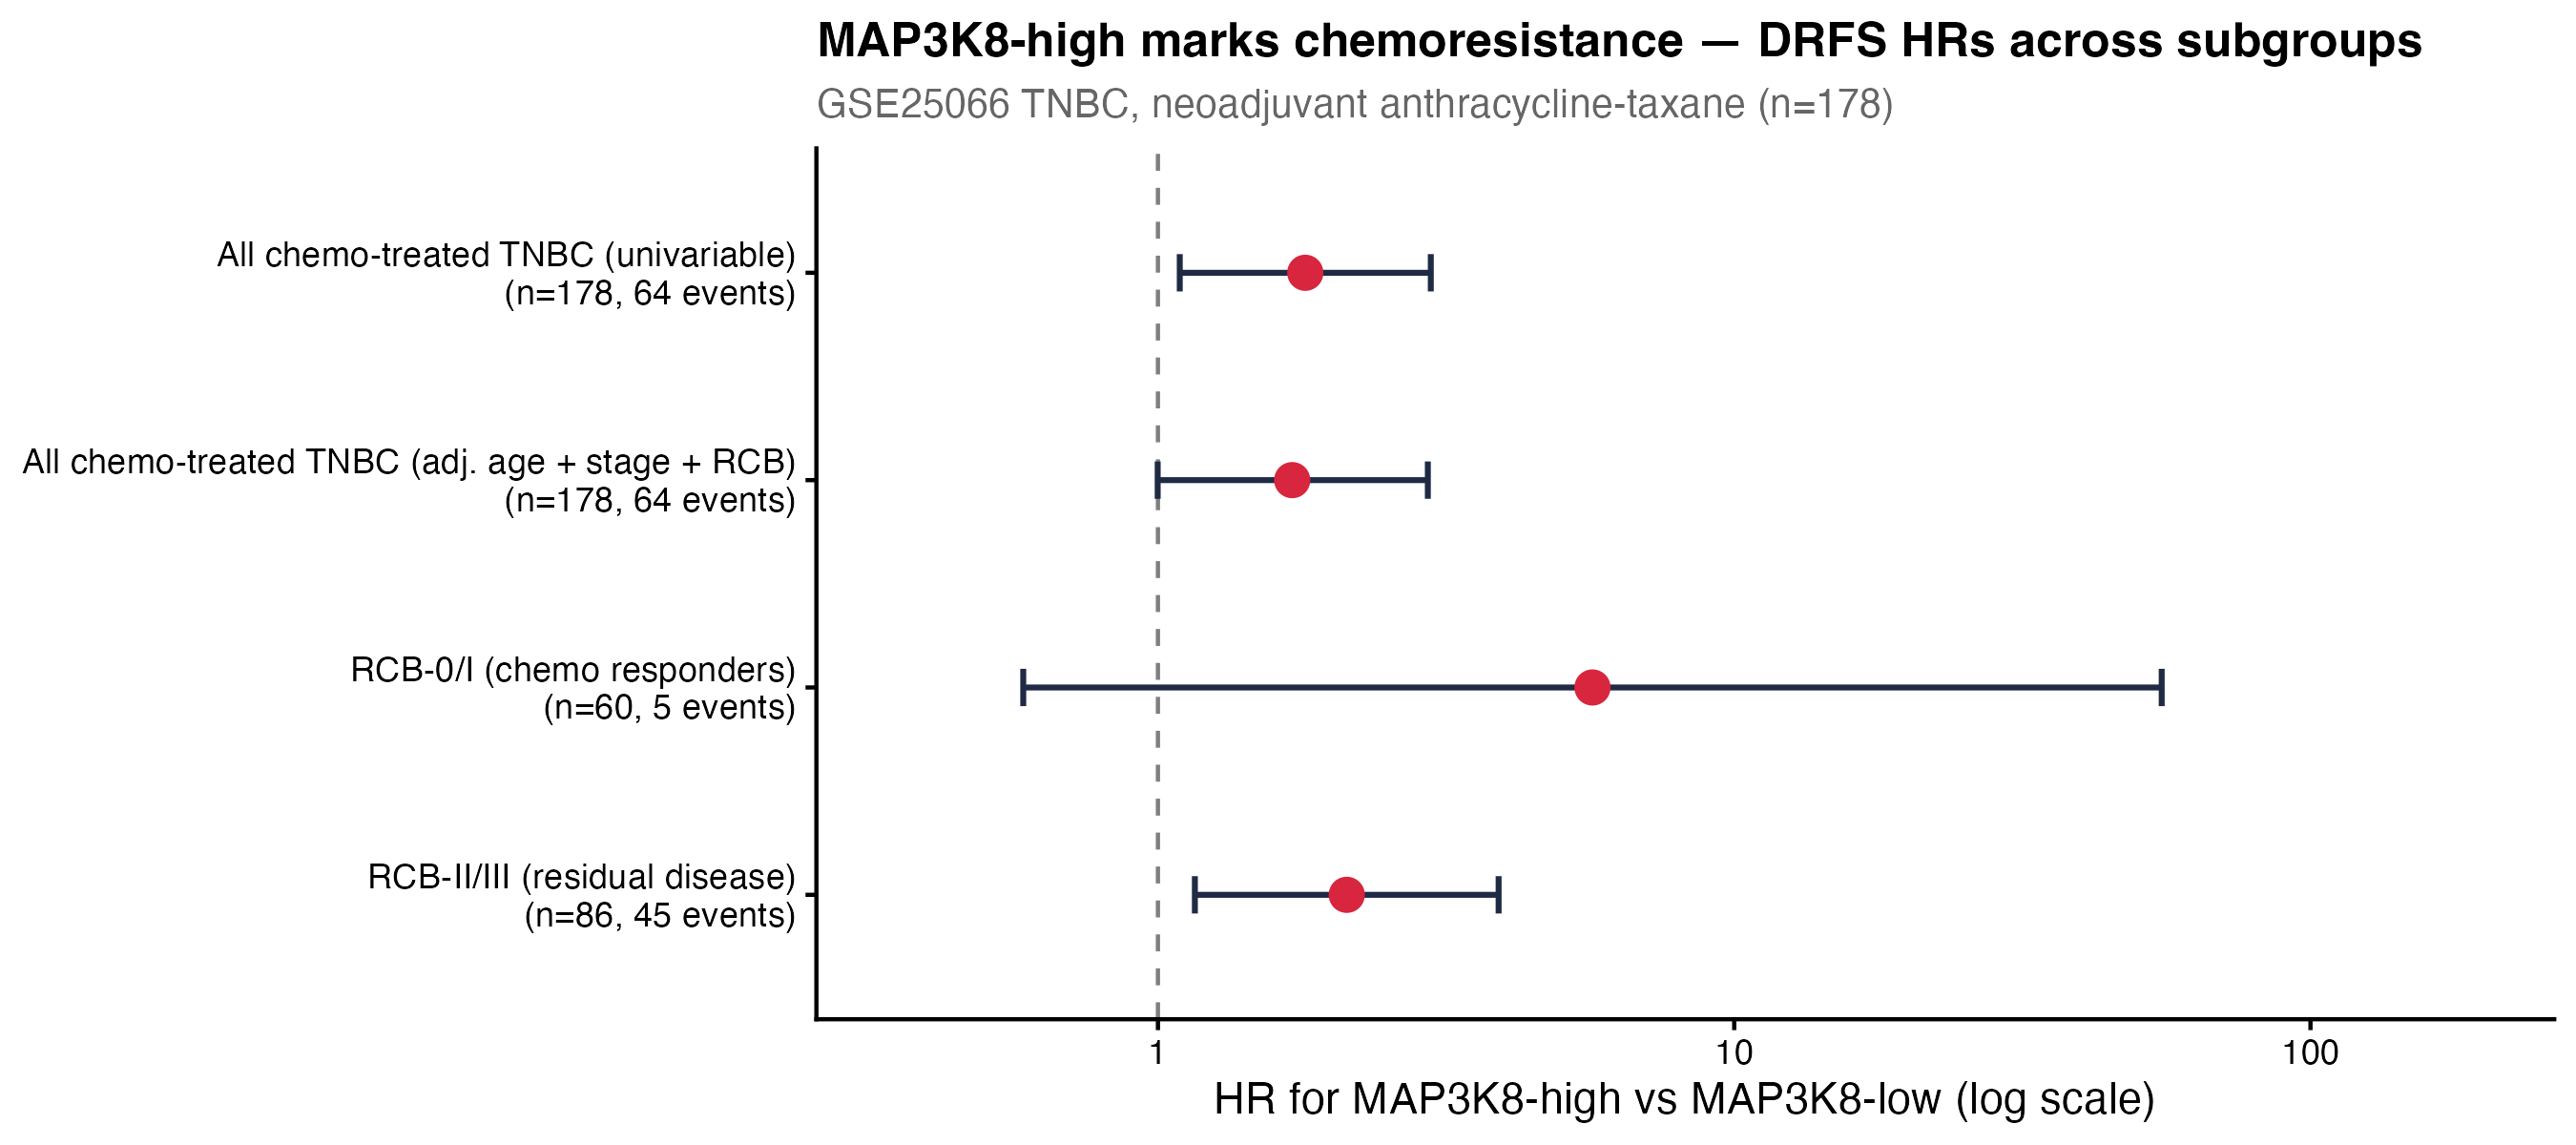 MAP3K8-high marks chemoresistance — DRFS HRs across subgroups
GSE25066 TNBC, neoadjuvant anthracycline-taxane (n=178)
All chemo-treated TNBC (univariable)
(n=178, 64 events)
All chemo-treated TNBC (adj. age + stage + RCB)
(n=178, 64 events)
RCB-0/I (chemo responders)
(n=60, 5 events)
RCB-II/III (residual disease)
(n=86, 45 events)
1
10
100
HR for MAP3K8-high vs MAP3K8-low (log scale)